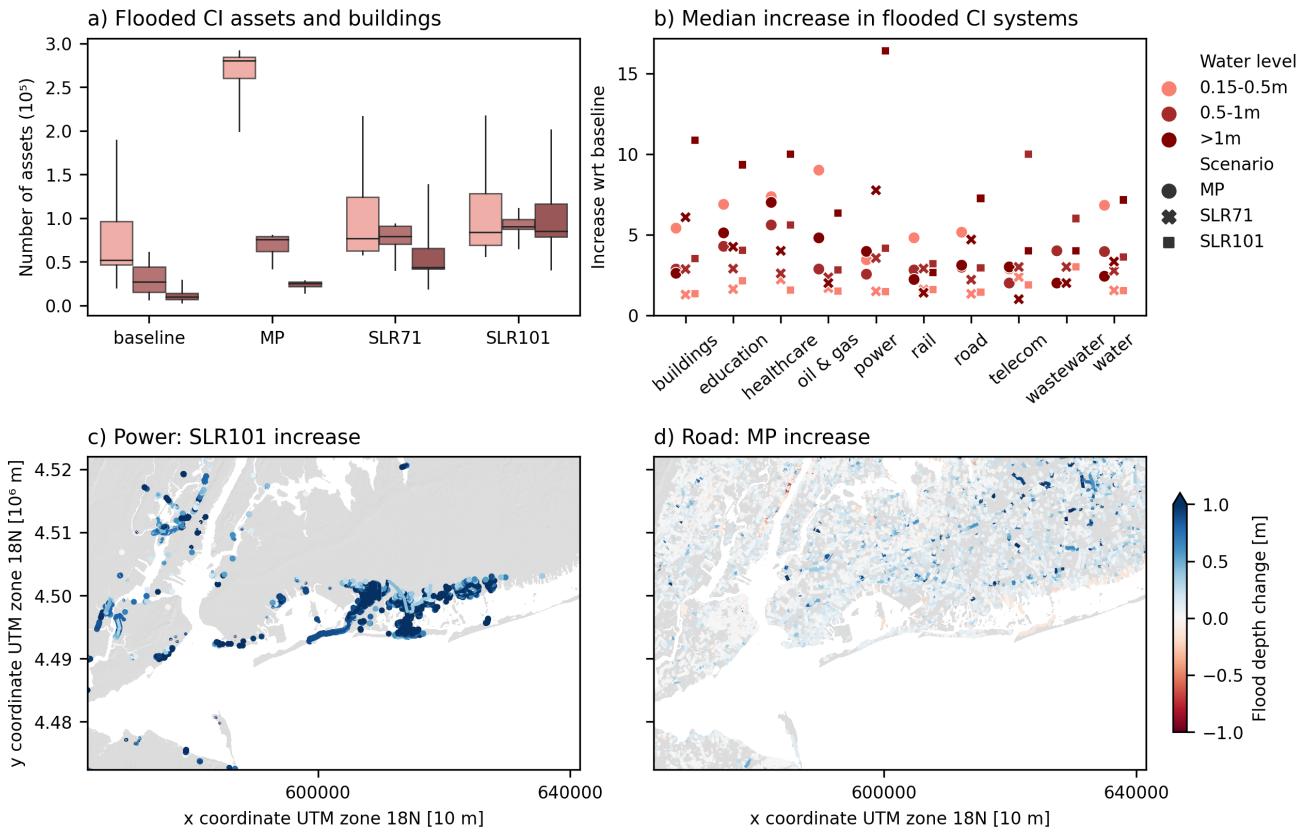 a) Flooded CI assets and buildings
Number of assets (10⁵)
3.0
2.5
2.0
1.5
1.0
0.5
0.0
baseline
MP
SLR71
SLR101
b) Median increase in flooded CI systems
Increase wrt baseline
15
10
5
0
buildings
education
healthcare
oil & gas
power
rail
road
telecom
wastewater
water
Water level
0.15-0.5m
0.5-1m
>1m
Scenario
MP
SLR71
SLR101
c) Power: SLR101 increase
y coordinate UTM zone 18N [10⁶ m]
4.52
4.51
4.50
4.49
4.48
600000
640000
x coordinate UTM zone 18N [10 m]
d) Road: MP increase
600000
640000
x coordinate UTM zone 18N [10 m]
1.0
0.5
0.0
−0.5
−1.0
Flood depth change [m]